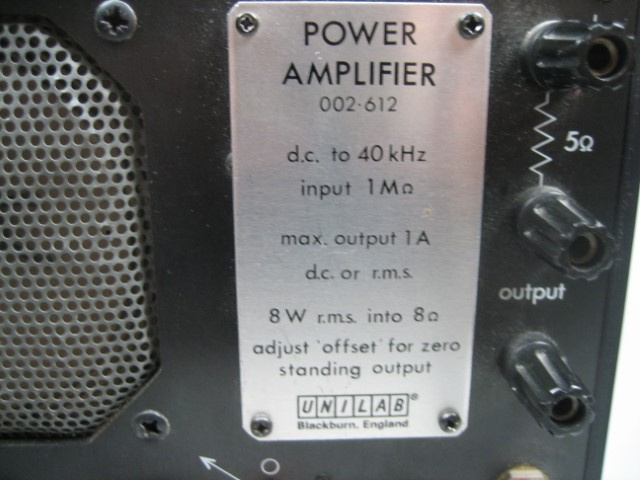 POWER
AMPLIFIER
002·612
d.c. to 40 kHz
input 1MΩ
max. output 1A
d.c. or r.m.s.
8W r.m.s. into 8Ω
adjust 'offset' for zero
standing output
UNILAB®
Blackburn, England
5Ω
output